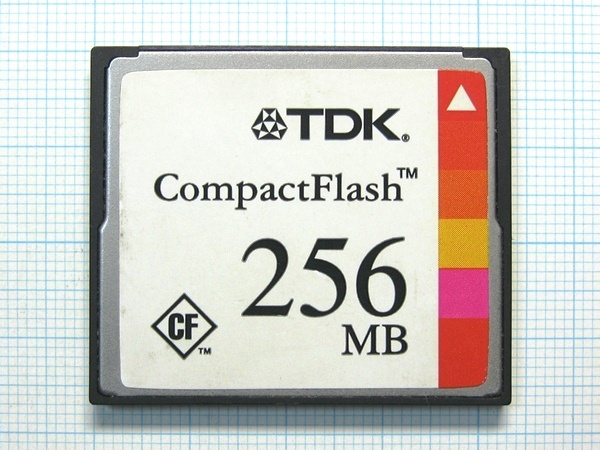 TDK®
CompactFlash™
256
MB
CF™